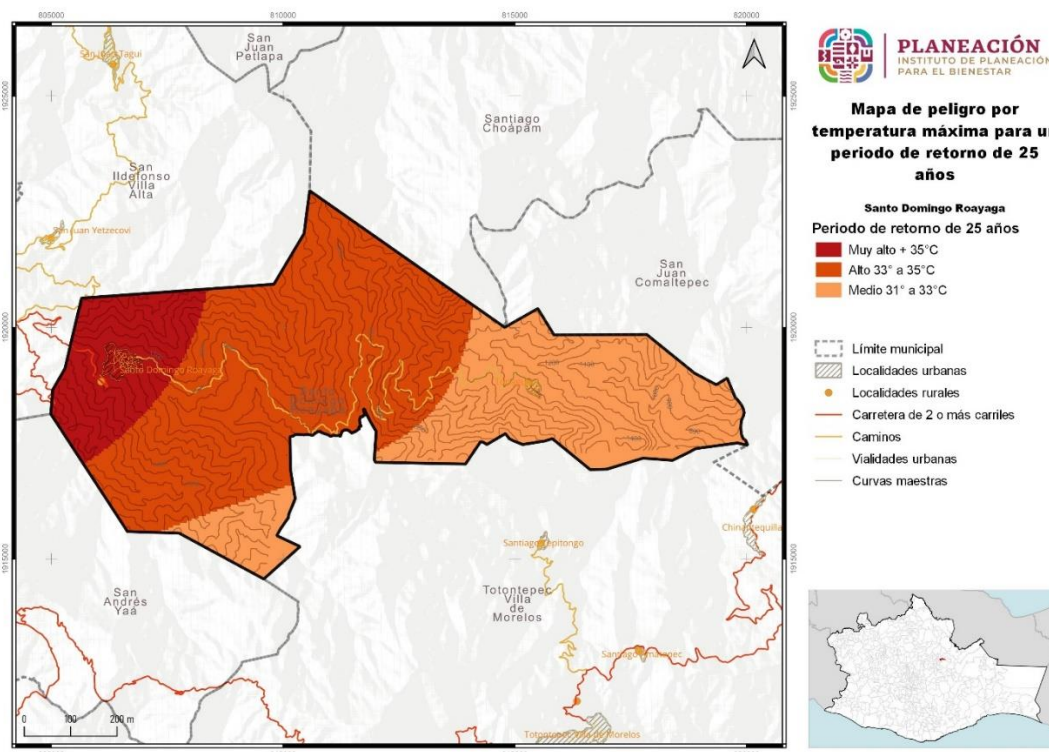 805000
810000
815000
820000
1925000
1925000
San
Juan
Petlapa
Santiago
Choápam
San
Ildefonso
Villa
Alta
San Juan Yetzecovi
San
Juan
Comaltepec
1920000
1920000
Santo Domingo Roayaga
1915000
1915000
San
Andrés
Yaá
Santiago Tepitongo
Totontepec
Villa
de
Morelos
0 100 200 m
PLANEACIÓN
INSTITUTO DE PLANEACIÓN
PARA EL BIENESTAR
Mapa de peligro por
temperatura máxima para un
periodo de retorno de 25
años
Santo Domingo Roayaga
Periodo de retorno de 25 años
Muy alto + 35°C
Alto 33° a 35°C
Medio 31° a 33°C
Límite municipal
Localidades urbanas
Localidades rurales
Carretera de 2 o más carriles
Caminos
Vialidades urbanas
Curvas maestras